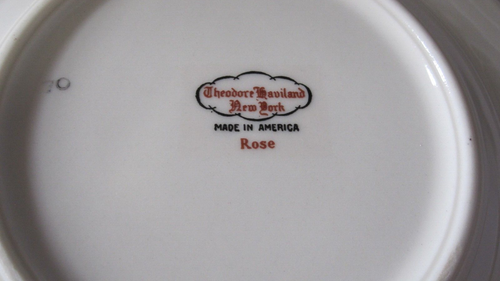 Theodore Haviland
New York
MADE IN AMERICA
Rose